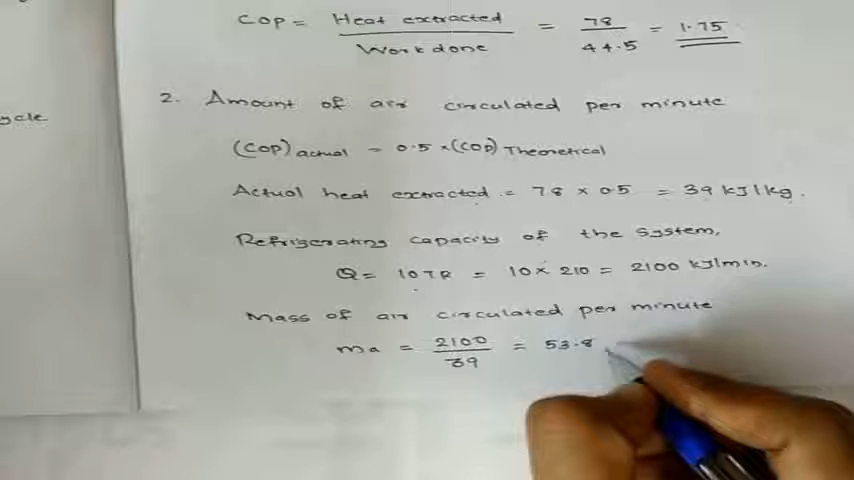 COP = Heat extracted / Work done = 78 / 44.5 = 1.75
2. Amount of air circulated per minute
ycle
(COP) actual = 0.5 × (COP) Theoretical
Actual heat extracted = 78 × 0.5 = 39 kJ/kg.
Refrigerating capacity of the system,
Q = 10TR = 10 × 210 = 2100 kJ/min.
Mass of air circulated per minute
ma = 2100 / 39 = 53.8